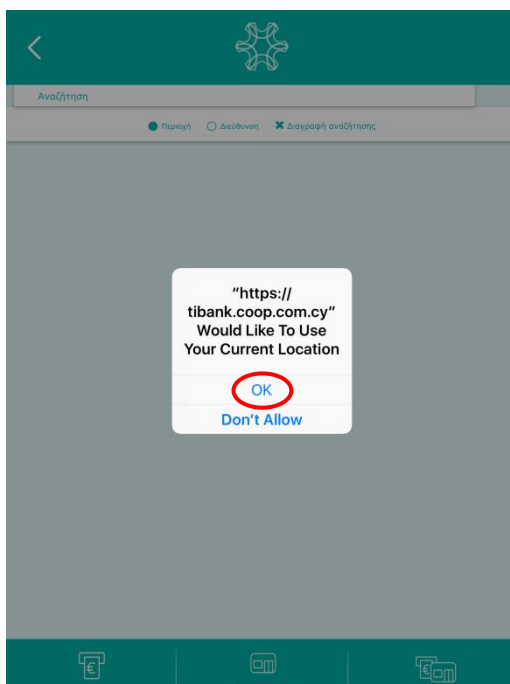 Αναζήτηση
Περιοχή Διεύθυνση ✖ Διαγραφή αναζήτησης
"https://
tibank.coop.com.cy"
Would Like To Use
Your Current Location
OK
Don't Allow